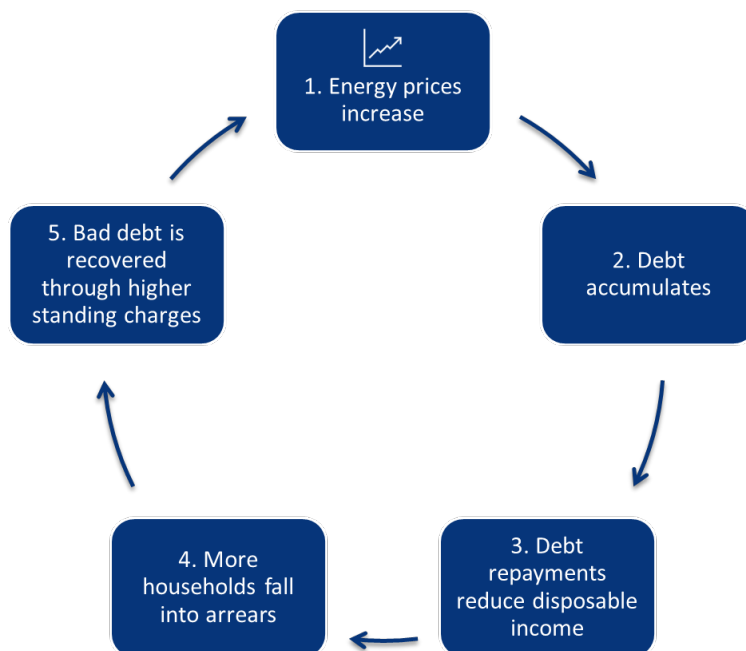 1. Energy prices
increase
2. Debt
accumulates
3. Debt
repayments
reduce disposable
income
4. More
households fall
into arrears
5. Bad debt is
recovered
through higher
standing charges